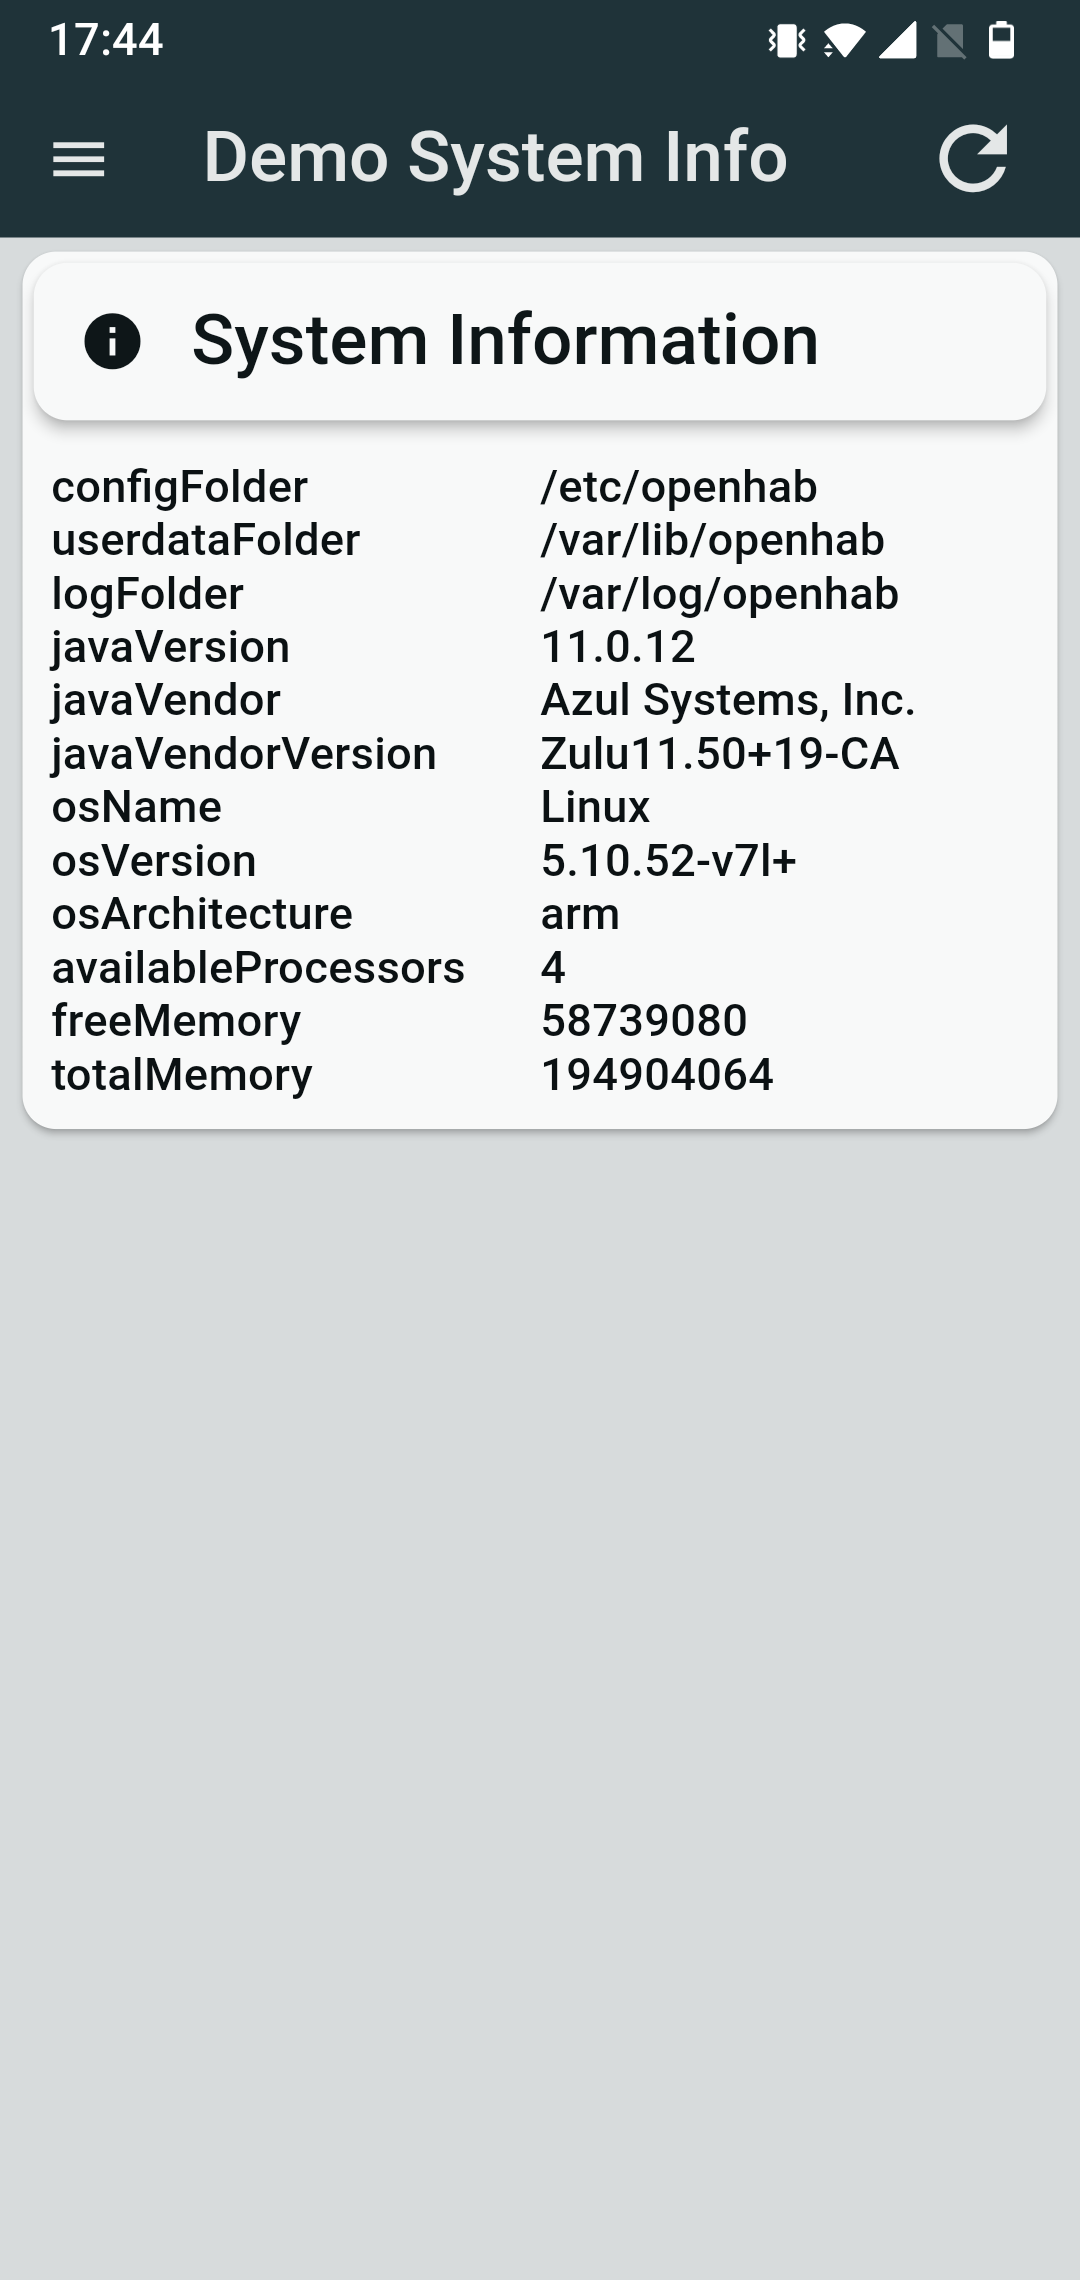 17:44
Demo System Info
System Information
configFolder /etc/openhab
userdataFolder /var/lib/openhab
logFolder /var/log/openhab
javaVersion 11.0.12
javaVendor Azul Systems, Inc.
javaVendorVersion Zulu11.50+19-CA
osName Linux
osVersion 5.10.52-v7l+
osArchitecture arm
availableProcessors 4
freeMemory 58739080
totalMemory 194904064